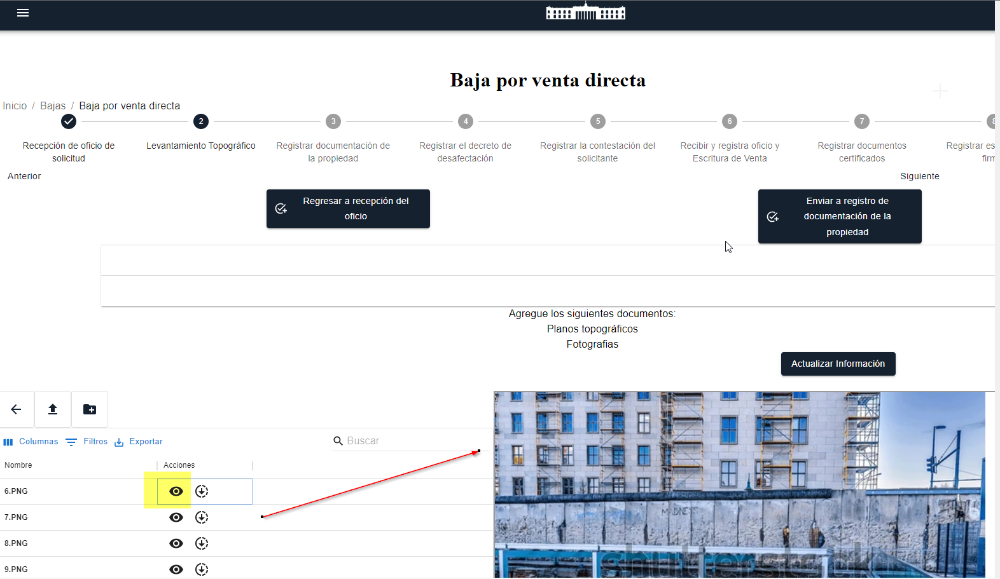 Baja por venta directa
Inicio / Bajas / Baja por venta directa
2
3
4
5
6
7
8
Recepción de oficio de
solicitud
Levantamiento Topográfico
Registrar documentación de
la propiedad
Registrar el decreto de
desafectación
Registrar la contestación del
solicitante
Recibir y registra oficio y
Escritura de Venta
Registrar documentos
certificados
Registrar es
firm
Anterior
Siguiente
Regresar a recepción del
oficio
Enviar a registro de
documentación de la
propiedad
Agregue los siguientes documentos:
Planos topográficos
Fotografias
Actualizar Información
Columnas
Filtros
Exportar
Buscar
Nombre
Acciones
6.PNG
7.PNG
8.PNG
9.PNG
MADNESS
shutterstock